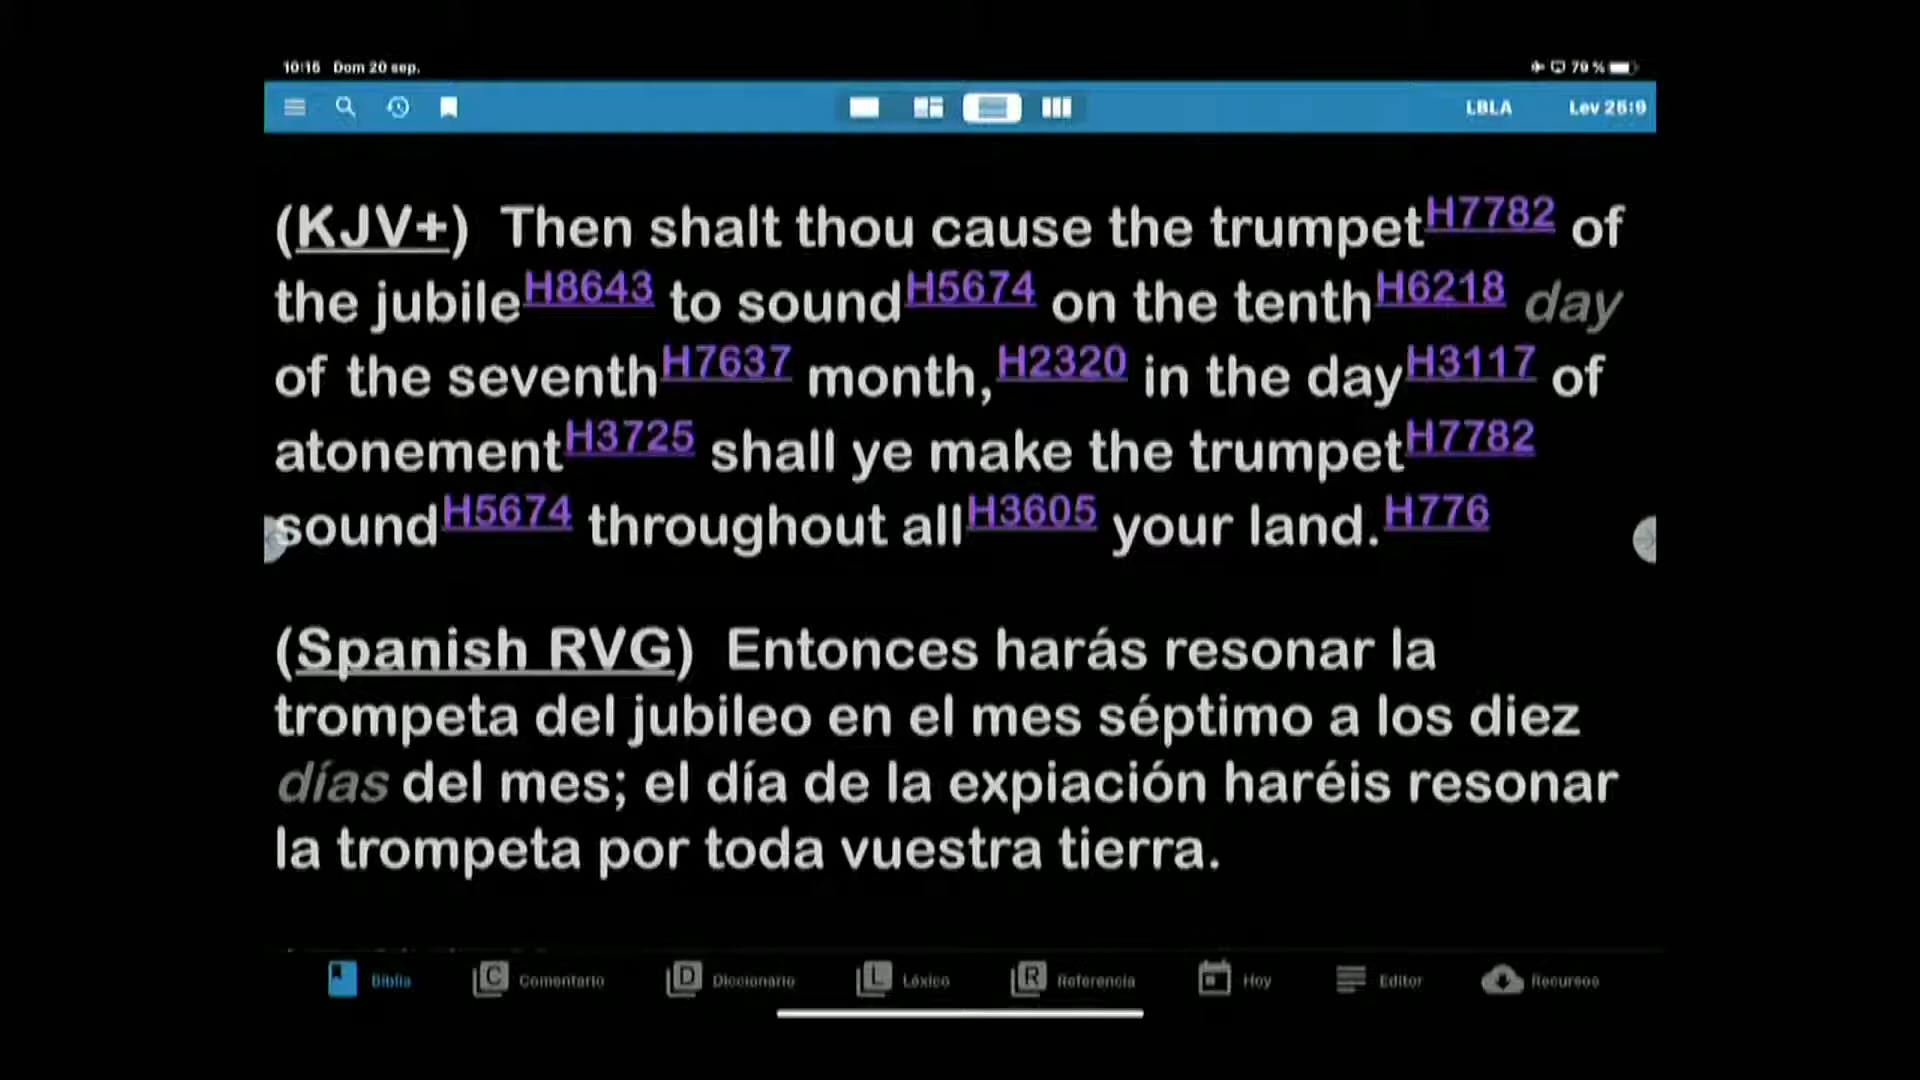 10:15 Dom 20 sep.
79 %
LBLA Lev 25:9
(KJV+) Then shalt thou cause the trumpetH7782 of
the jubileH8643 to soundH5674 on the tenthH6218 day
of the seventhH7637 month,H2320 in the dayH3117 of
atonementH3725 shall ye make the trumpetH7782
soundH5674 throughout allH3605 your land.H776
(Spanish RVG) Entonces harás resonar la
trompeta del jubileo en el mes séptimo a los diez
días del mes; el día de la expiación haréis resonar
la trompeta por toda vuestra tierra.
Biblia C Comentario D Diccionario L Léxico R Referencia Hoy Editor Recursos